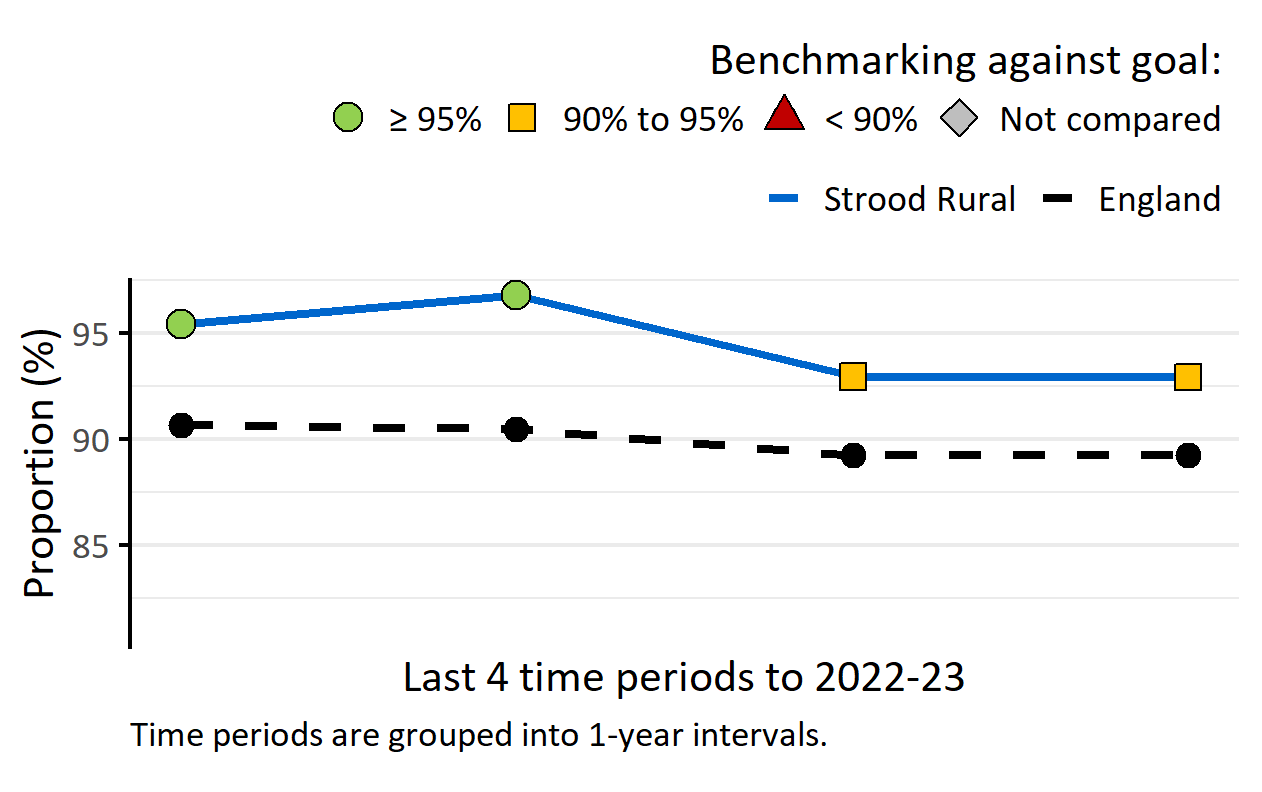 Benchmarking against goal:
≥ 95% 90% to 95% < 90% Not compared
Strood Rural England
Proportion (%)
95
90
85
Last 4 time periods to 2022-23
Time periods are grouped into 1-year intervals.